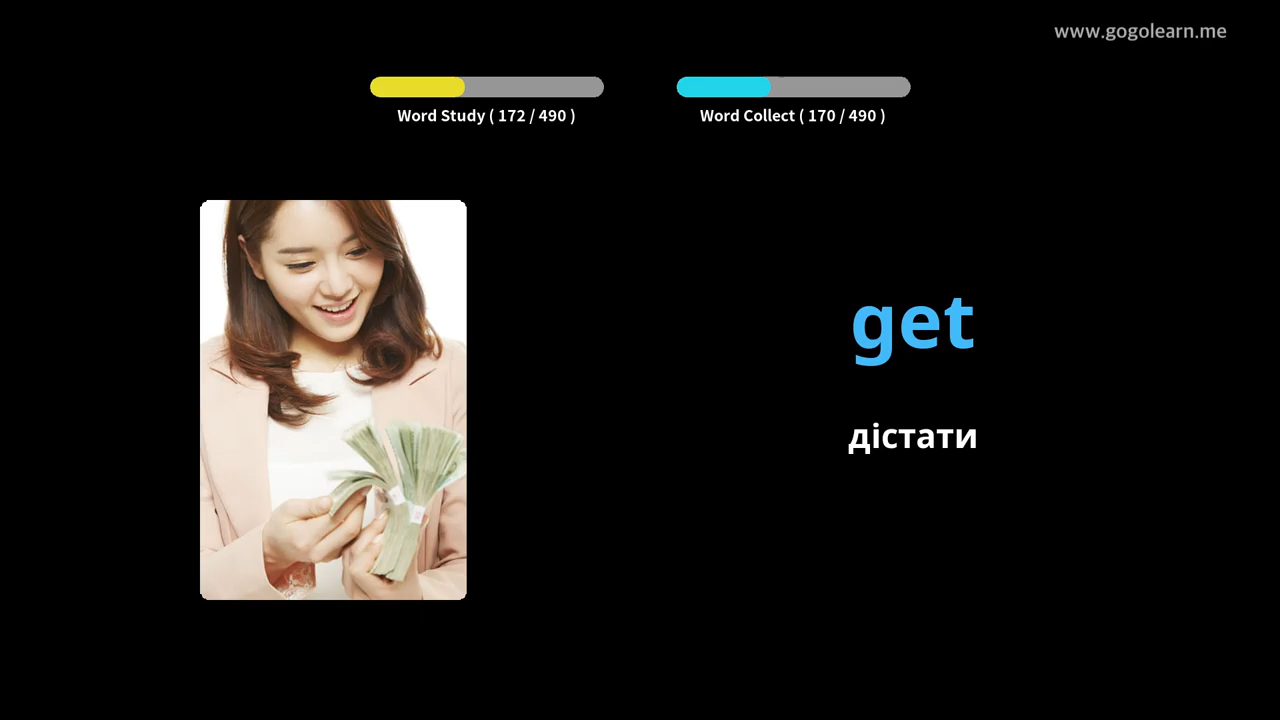 www.gogolearn.me
Word Study ( 172 / 490 )
Word Collect ( 170 / 490 )
get
дістати